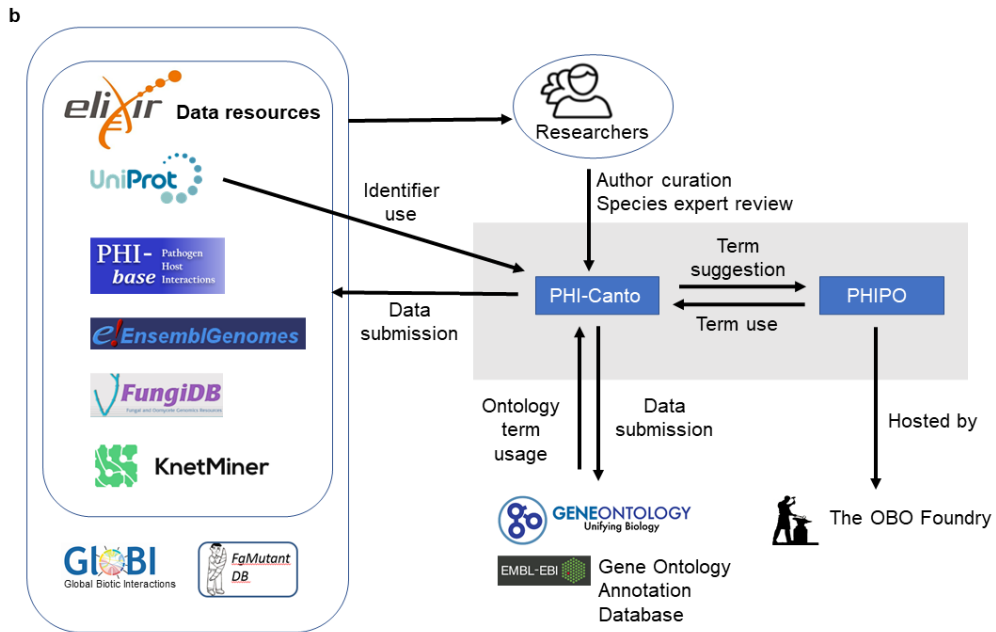 b
elixir Data resources
UniProt
PHI-base Pathogen
Host
Interactions
e!EnsemblGenomes
FungiDB
Fungal and Oomycete Genomics Resource
KnetMiner
GloBI
Global Biotic Interactions
FgMutant
DB
Researchers
Author curation
Species expert review
Identifier
use
Data
submission
PHI-Canto
Term
suggestion
Term use
PHIPO
Ontology
term
usage
Data
submission
Hosted by
GENEONTOLOGY
Unifying Biology
EMBL-EBI
Gene Ontology
Annotation
Database
The OBO Foundry